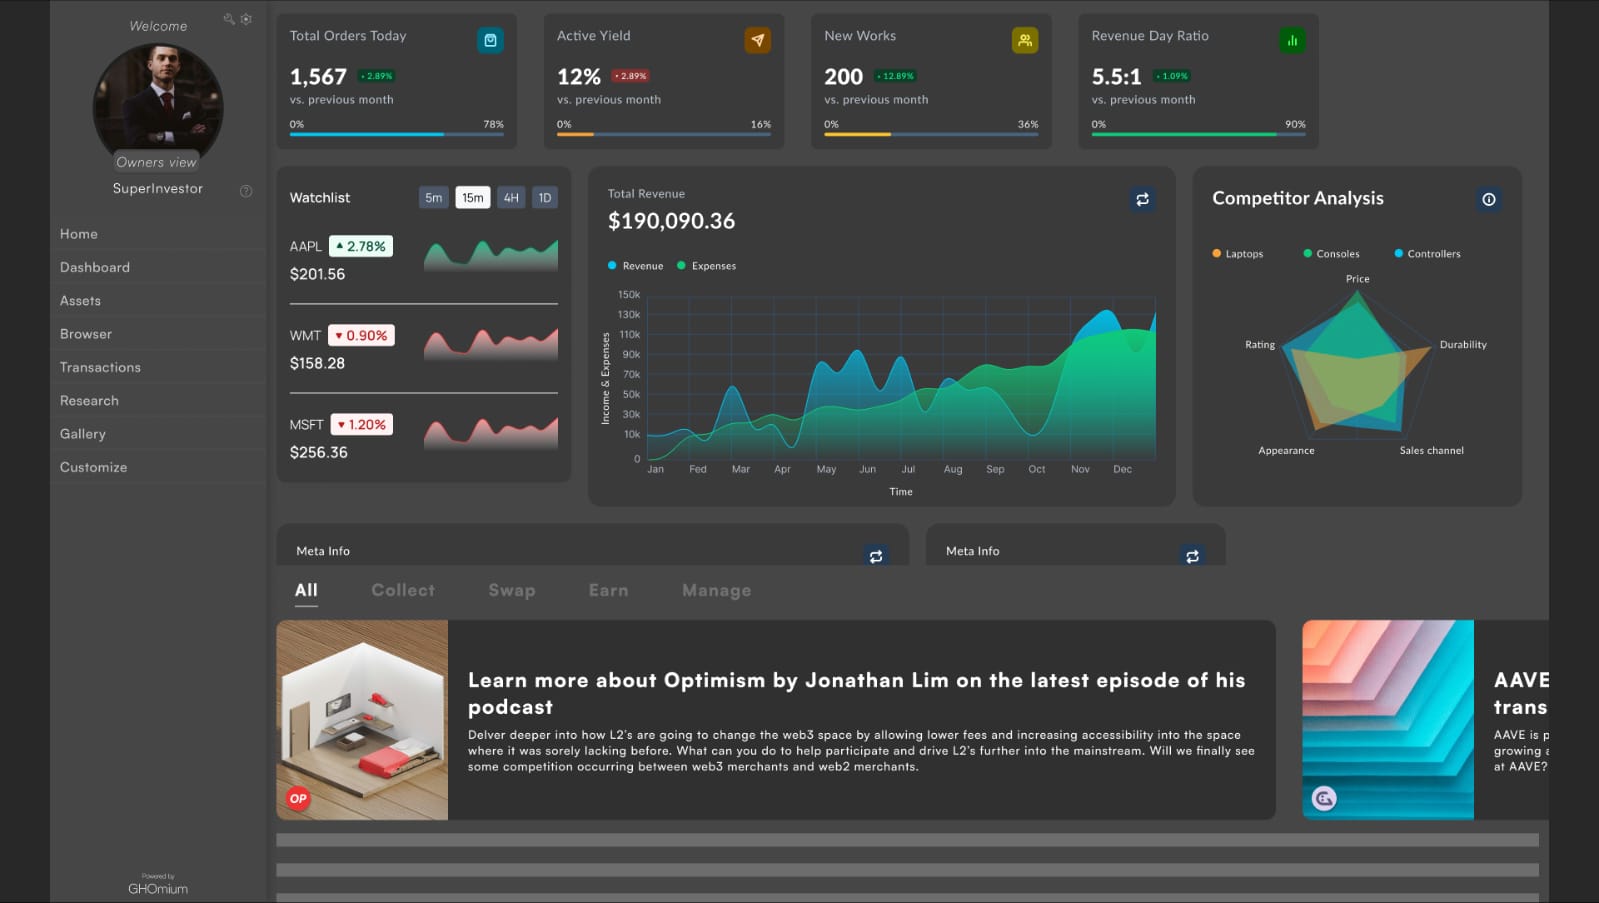 Welcome
Owners view
SuperInvestor
Home
Dashboard
Assets
Browser
Transactions
Research
Gallery
Customize
Powered by
GHOmium
Total Orders Today
1,567 2.89%
vs. previous month
0% 78%
Active Yield
12% 2.89%
vs. previous month
0% 16%
New Works
200 12.89%
vs. previous month
0% 36%
Revenue Day Ratio
5.5:1 1.09%
vs. previous month
0% 90%
Watchlist 5m 15m 4H 1D
AAPL 2.78%
$201.56
WMT 0.90%
$158.28
MSFT 1.20%
$256.36
Total Revenue
$190,090.36
Revenue Expenses
150k
130k
110k
90k
70k
50k
30k
10k
0
Income & Expenses
Jan Fed Mar Apr May Jun Jul Aug Sep Oct Nov Dec
Time
Competitor Analysis
Laptops Consoles Controllers
Price
Rating Durability
Appearance Sales channel
Meta Info
Meta Info
All Collect Swap Earn Manage
Learn more about Optimism by Jonathan Lim on the latest episode of his
podcast
Delver deeper into how L2's are going to change the web3 space by allowing lower fees and increasing accessibility into the space
where it was sorely lacking before. What can you do to help participate and drive L2's further into the mainstream. Will we finally see
some competition occurring between web3 merchants and web2 merchants.
OP
AAVE
trans
AAVE is p
growing a
at AAVE?